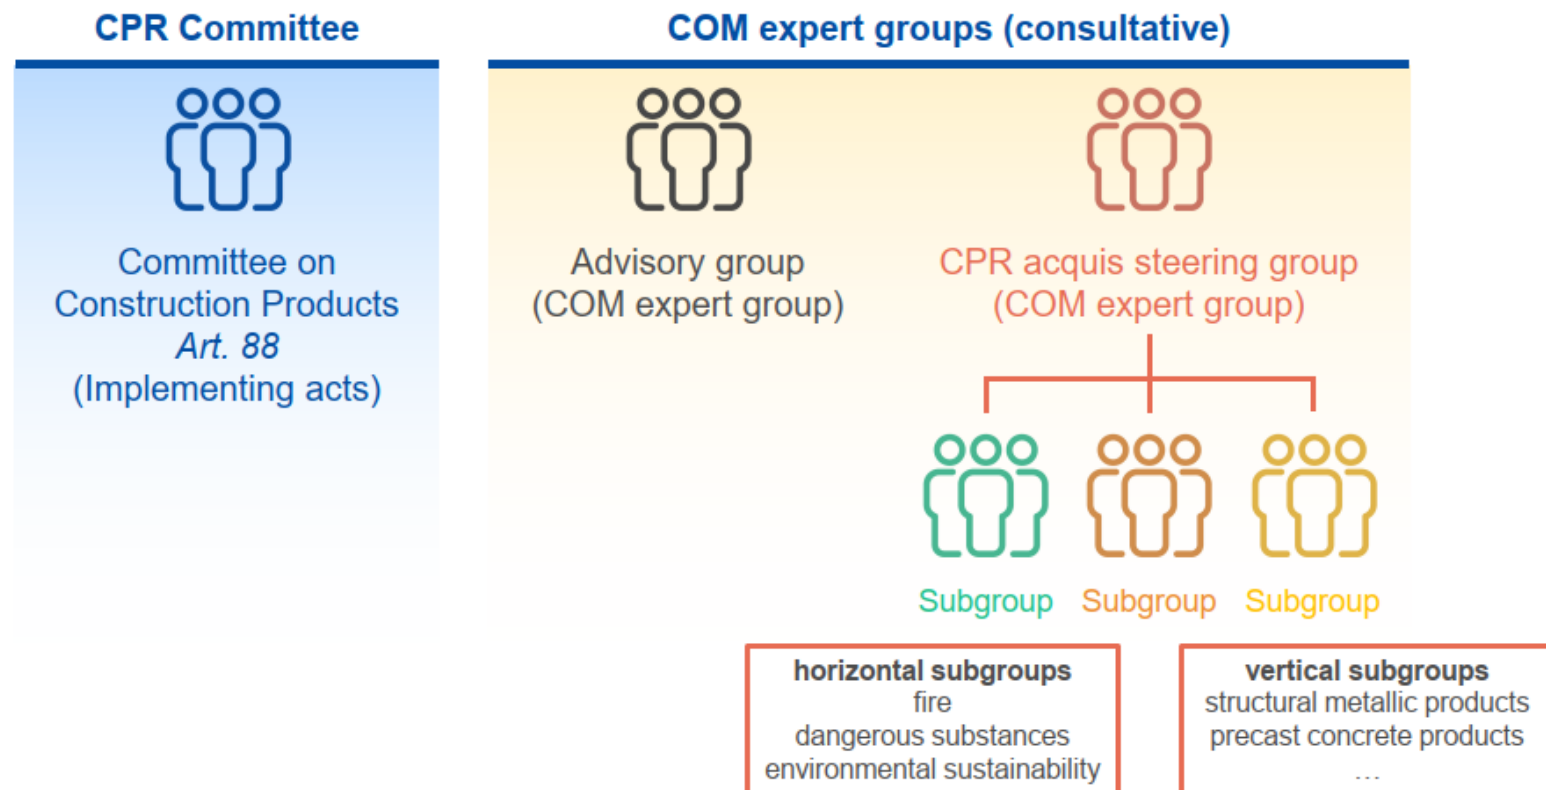 CPR Committee
COM expert groups (consultative)
Committee on
Construction Products
Art. 88
(Implementing acts)
Advisory group
(COM expert group)
CPR acquis steering group
(COM expert group)
Subgroup
Subgroup
Subgroup
horizontal subgroups
fire
dangerous substances
environmental sustainability
vertical subgroups
structural metallic products
precast concrete products
…